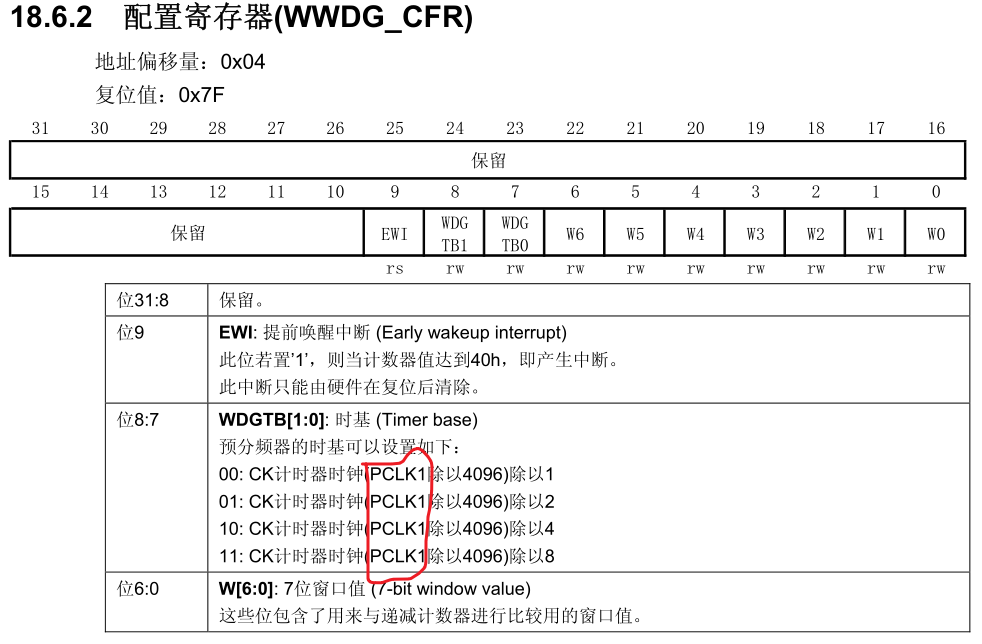 18.6.2 配置寄存器(WWDG_CFR)
地址偏移量：0x04
复位值：0x7F
31 30 29 28 27 26 25 24 23 22 21 20 19 18 17 16
保留
15 14 13 12 11 10 9 8 7 6 5 4 3 2 1 0
保留 EWI WDG TB1 WDG TB0 W6 W5 W4 W3 W2 W1 W0
rs rw rw rw rw rw rw rw rw rw
位31:8 保留。
位9 EWI: 提前唤醒中断 (Early wakeup interrupt)
此位若置'1'，则当计数器值达到40h，即产生中断。
此中断只能由硬件在复位后清除。
位8:7 WDGTB[1:0]: 时基 (Timer base)
预分频器的时基可以设置如下：
00: CK计时器时钟(PCLK1除以4096)除以1
01: CK计时器时钟(PCLK1除以4096)除以2
10: CK计时器时钟(PCLK1除以4096)除以4
11: CK计时器时钟(PCLK1除以4096)除以8
位6:0 W[6:0]: 7位窗口值 (7-bit window value)
这些位包含了用来与递减计数器进行比较用的窗口值。